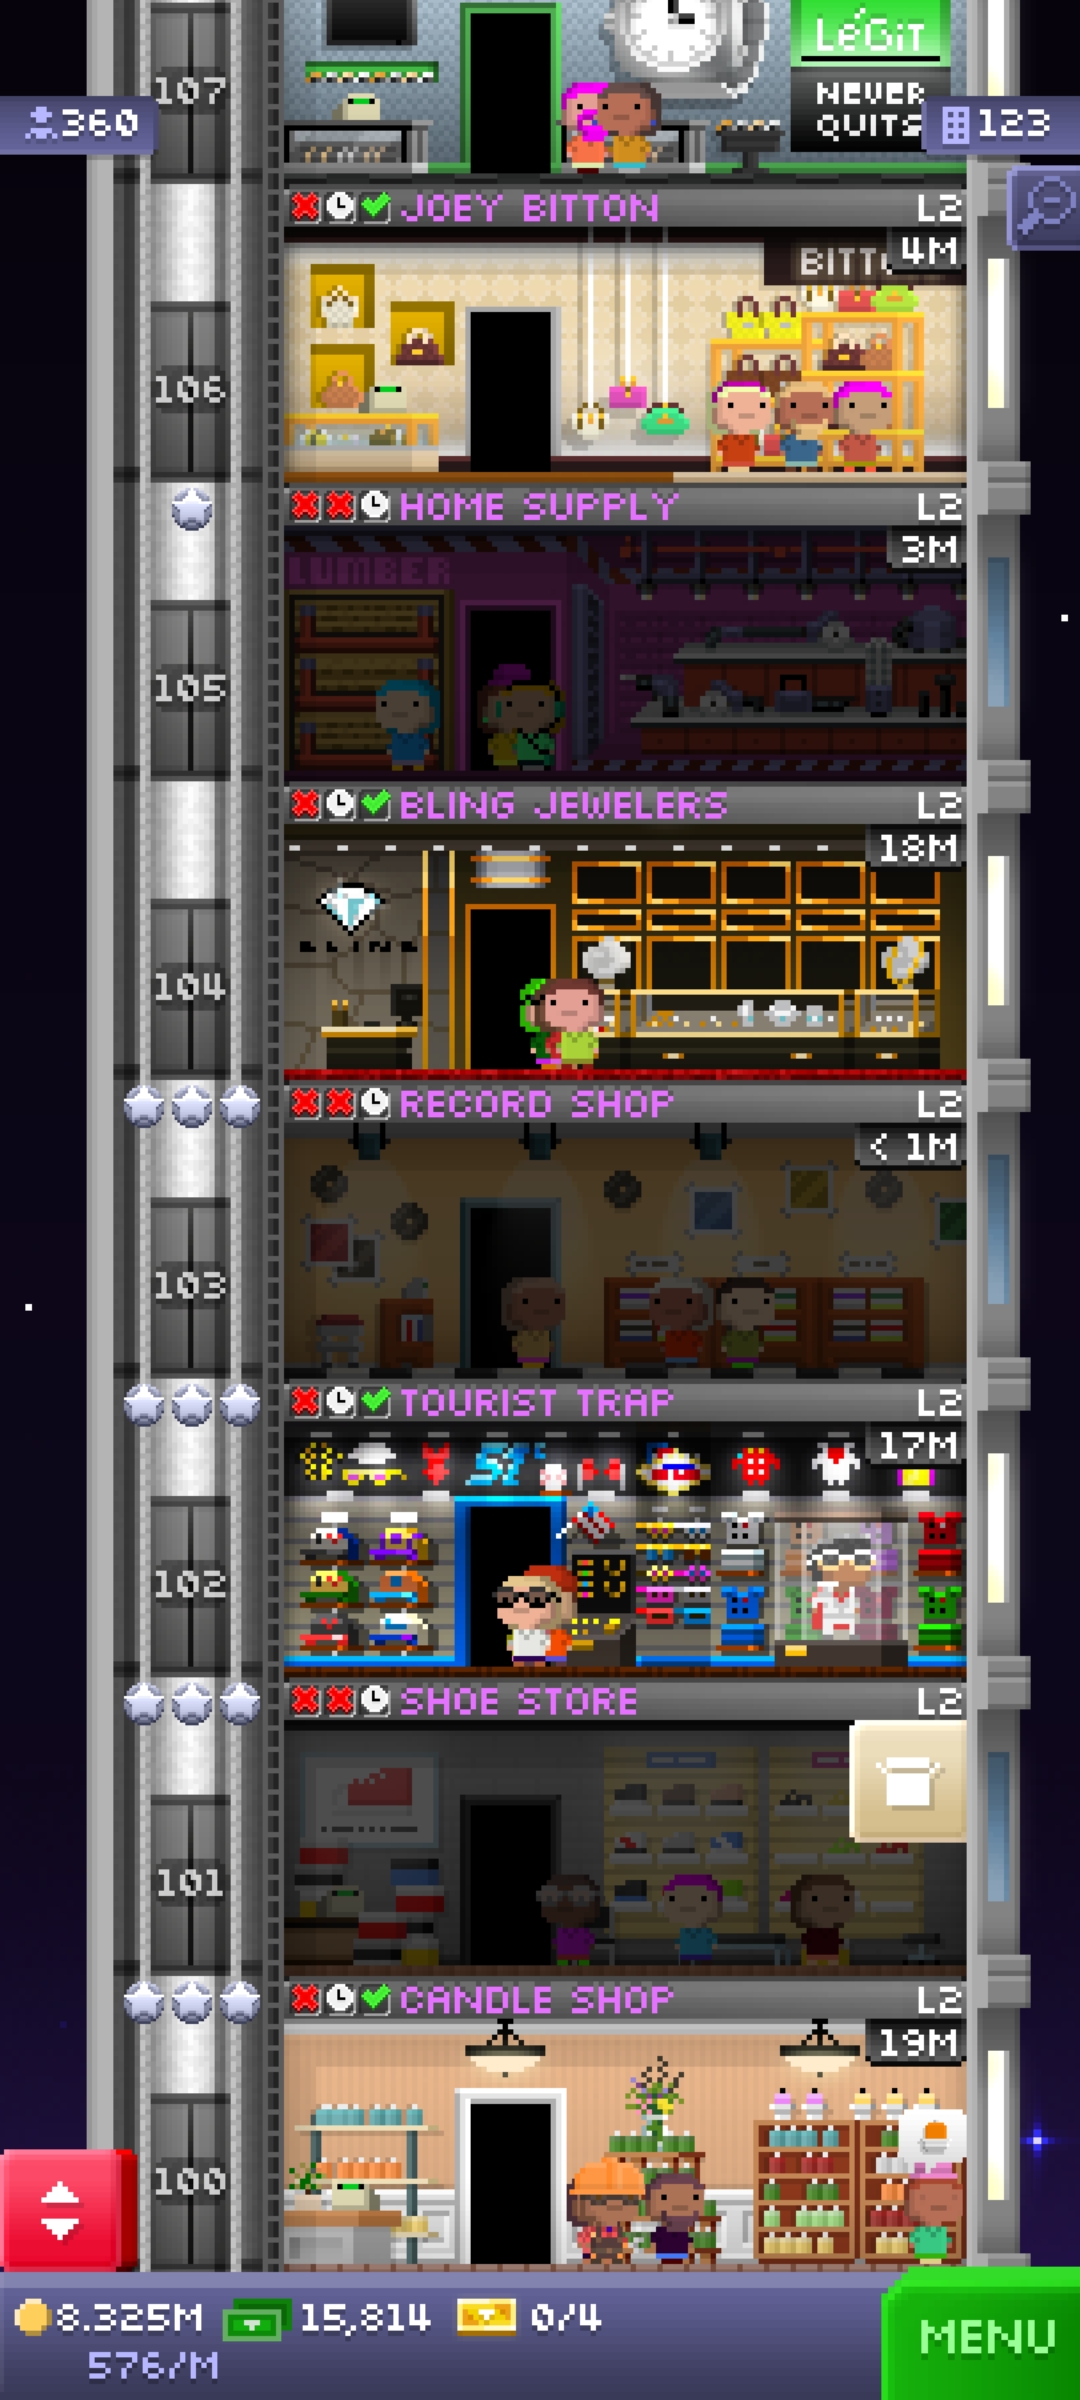 LéGiT
107
NEVER
QUITS
360
123
JOEY BITTON
L2
4M
106
HOME SUPPLY
L2
3M
LUMBER
105
BLING JEWELERS
L2
18M
BLING
104
RECORD SHOP
L2
< 1M
103
TOURIST TRAP
L2
17M
102
SHOE STORE
L2
101
CANDLE SHOP
L2
19M
100
8.325M
15,814
0/4
576/M
MENU